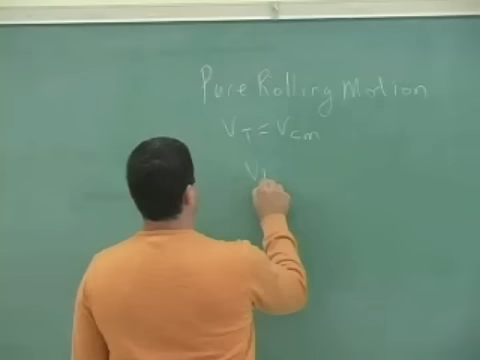 Pure Rolling Motion
V_T = V_cm
V